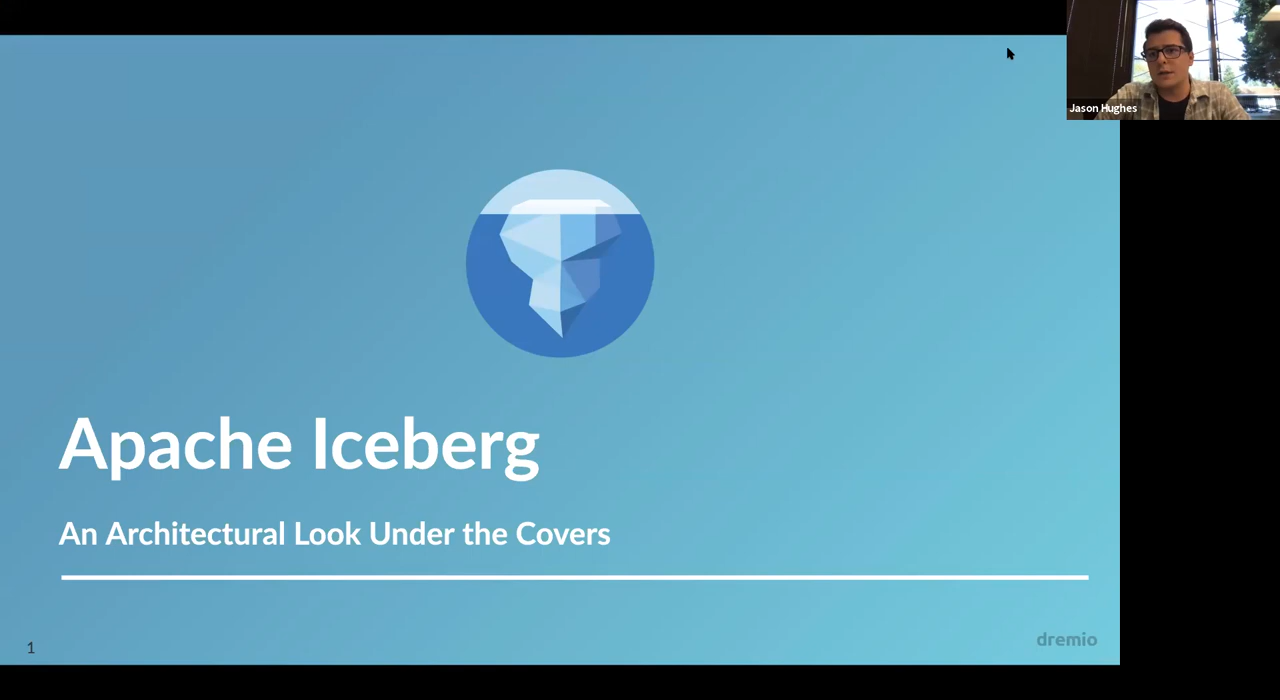 Jason Hughes
Apache Iceberg
An Architectural Look Under the Covers
1
dremio